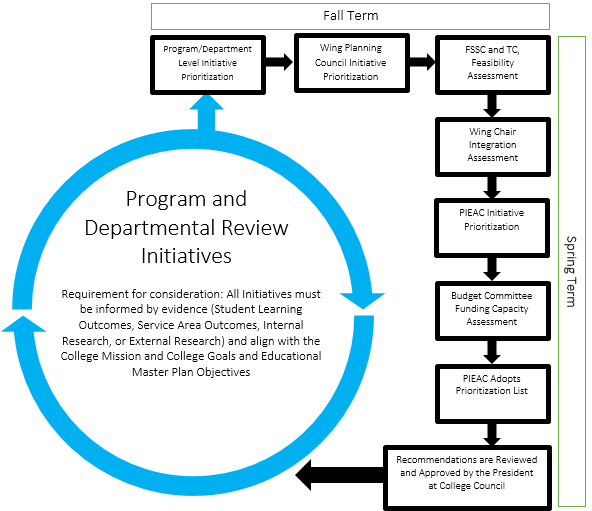 Fall Term
Program/Department
Level Initiative
Prioritization
Wing Planning
Council Initiative
Prioritization
FSSC and TC,
Feasibility
Assessment
Wing Chair
Integration
Assessment
PIEAC Initiative
Prioritization
Budget Committee
Funding Capacity
Assessment
PIEAC Adopts
Prioritization List
Recommendations are Reviewed
and Approved by the President
at College Council
Spring Term
Program and
Departmental Review
Initiatives
Requirement for consideration: All Initiatives must
be informed by evidence (Student Learning
Outcomes, Service Area Outcomes, Internal
Research, or External Research) and align with the
College Mission and College Goals and Educational
Master Plan Objectives